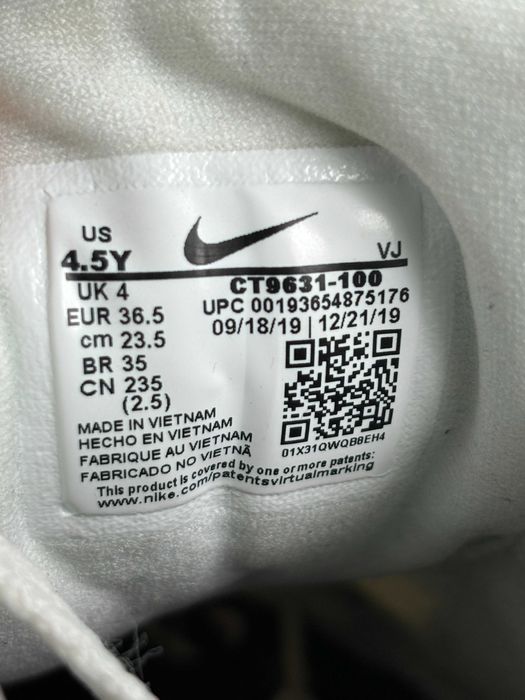 US
4.5Y
VJ
UK 4
EUR 36.5
cm 23.5
BR 35
CN 235
(2.5)
CT9631-100
UPC 00193654875176
09/18/19 | 12/21/19
01X31QWQB8EH4
MADE IN VIETNAM
HECHO EN VIETNAM
FABRIQUE AU VIETNAM
FABRICADO NO VIETNÃ
This product is covered by one or more patents:
www.nike.com/patentsvirtualmarking